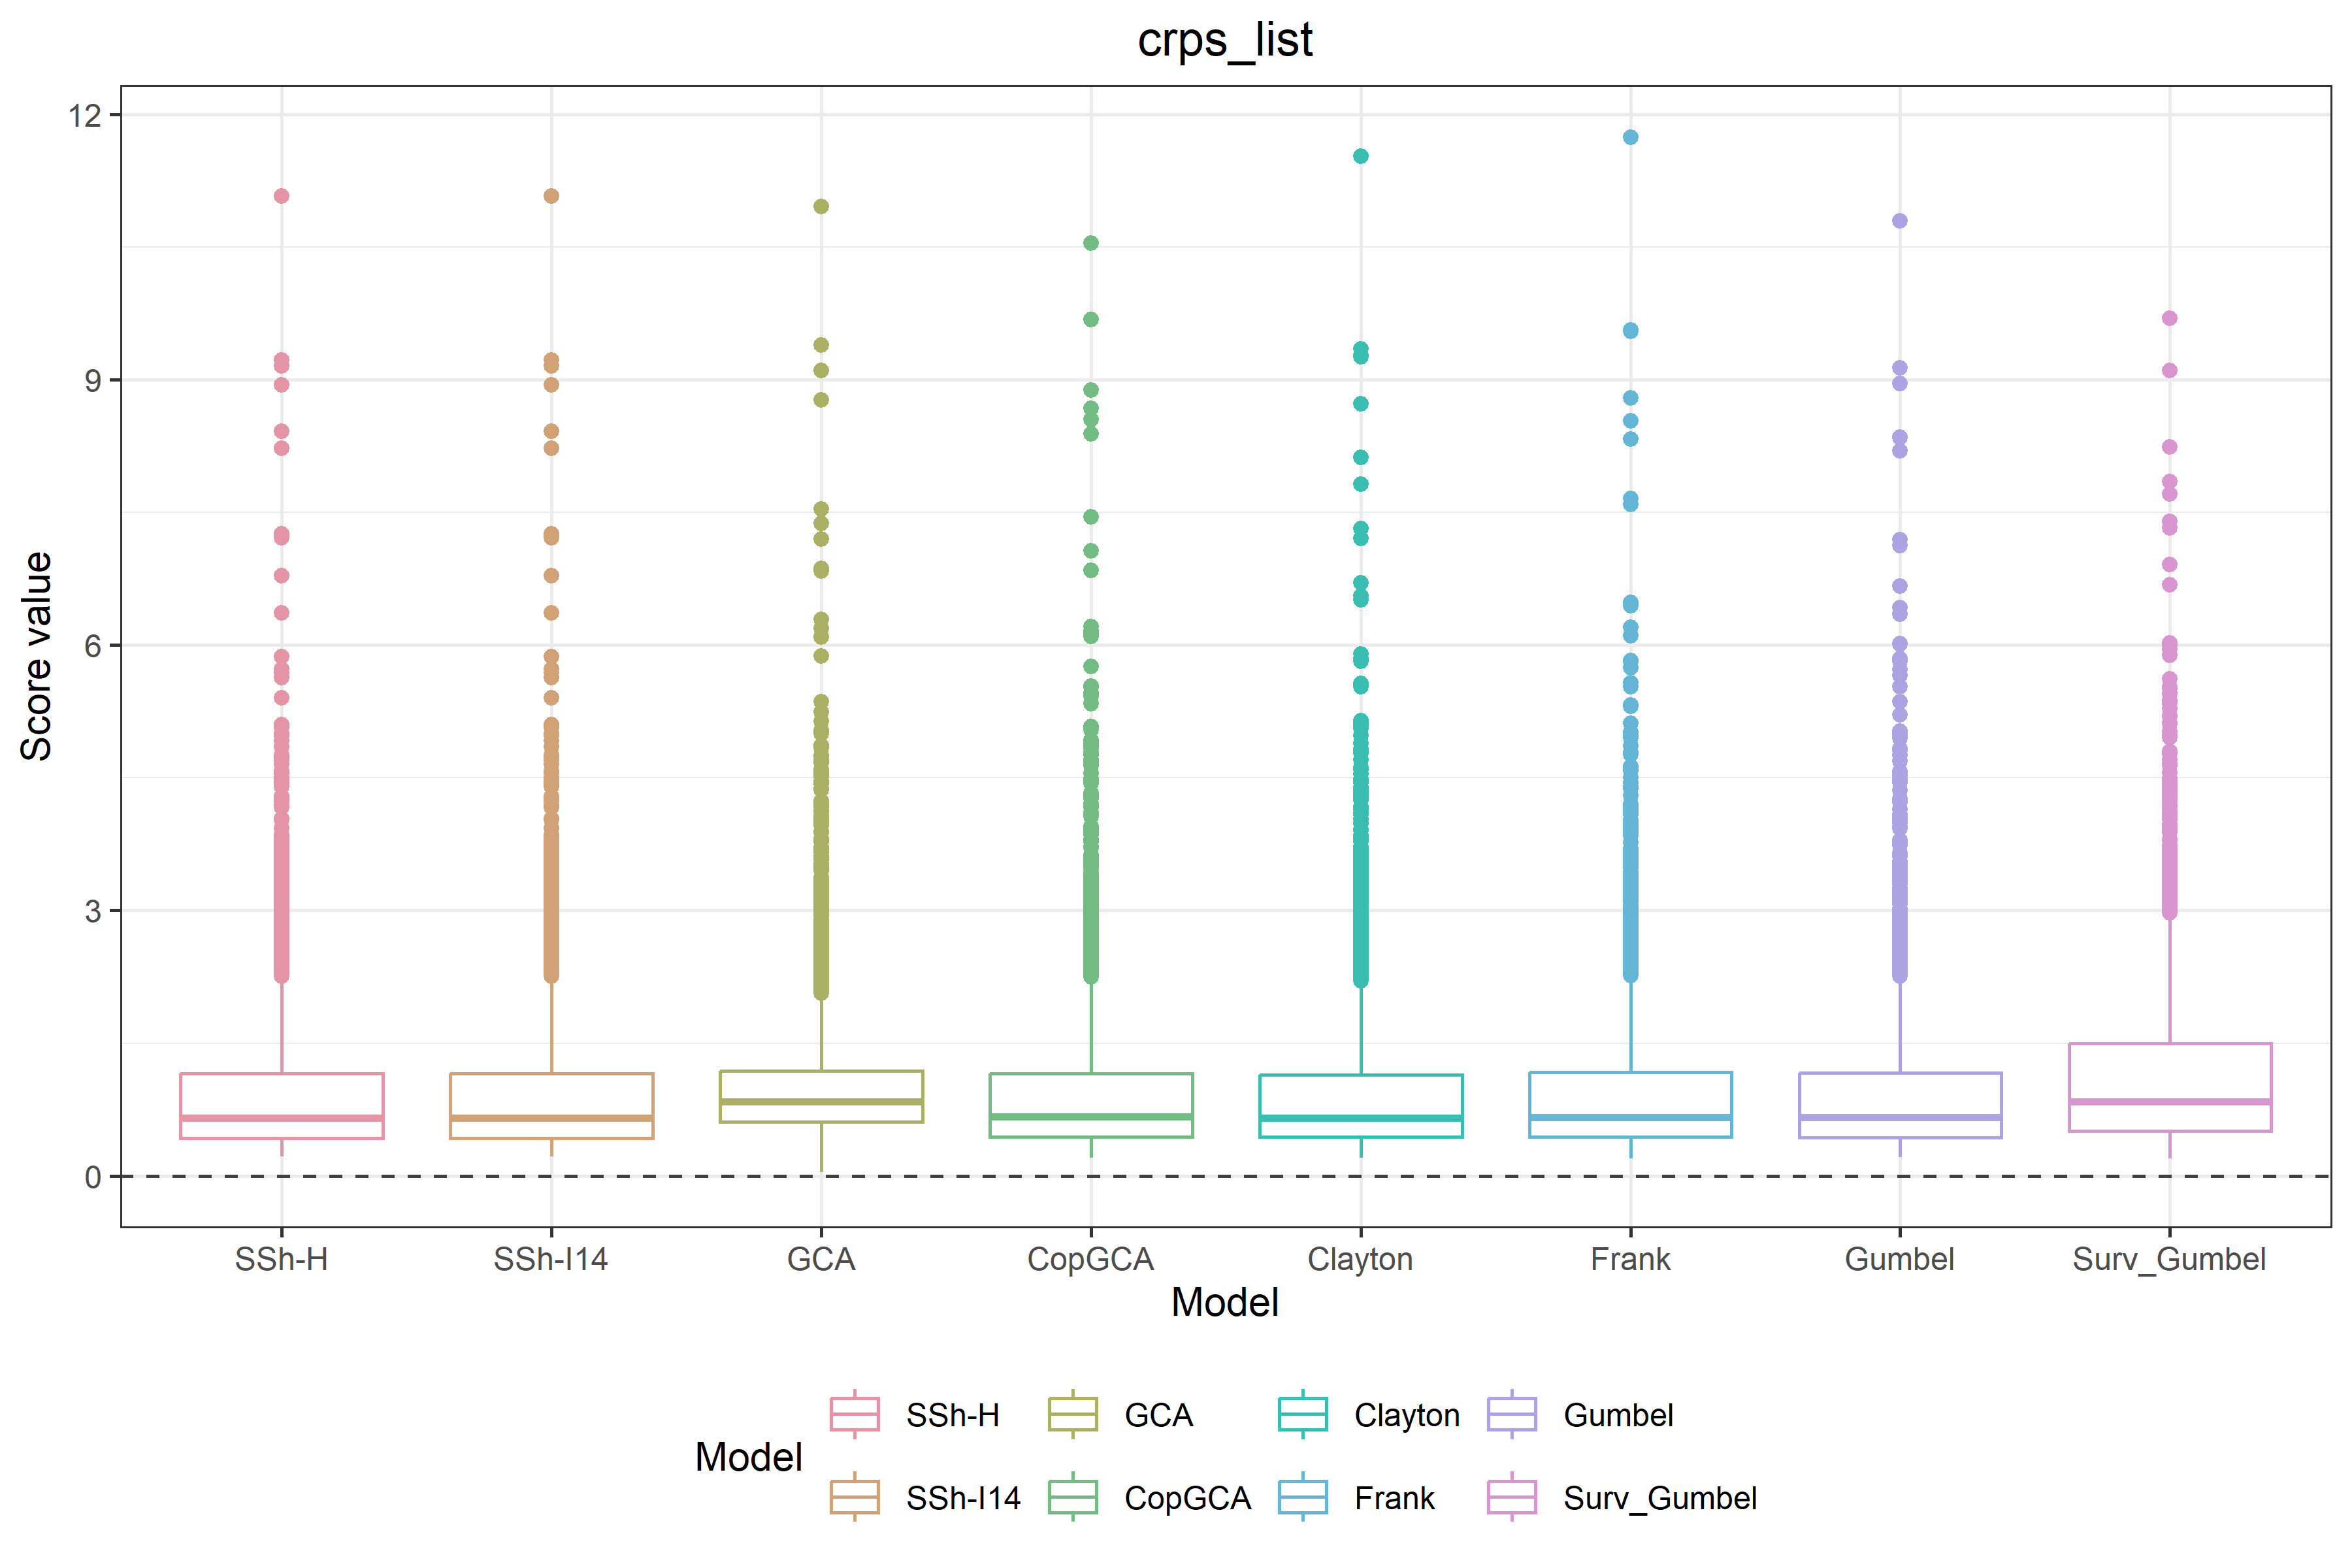 crps_list
12
9
6
3
0
Score value
SSh-H SSh-I14 GCA CopGCA Clayton Frank Gumbel Surv_Gumbel
Model
Model
SSh-H GCA Clayton Gumbel
SSh-I14 CopGCA Frank Surv_Gumbel